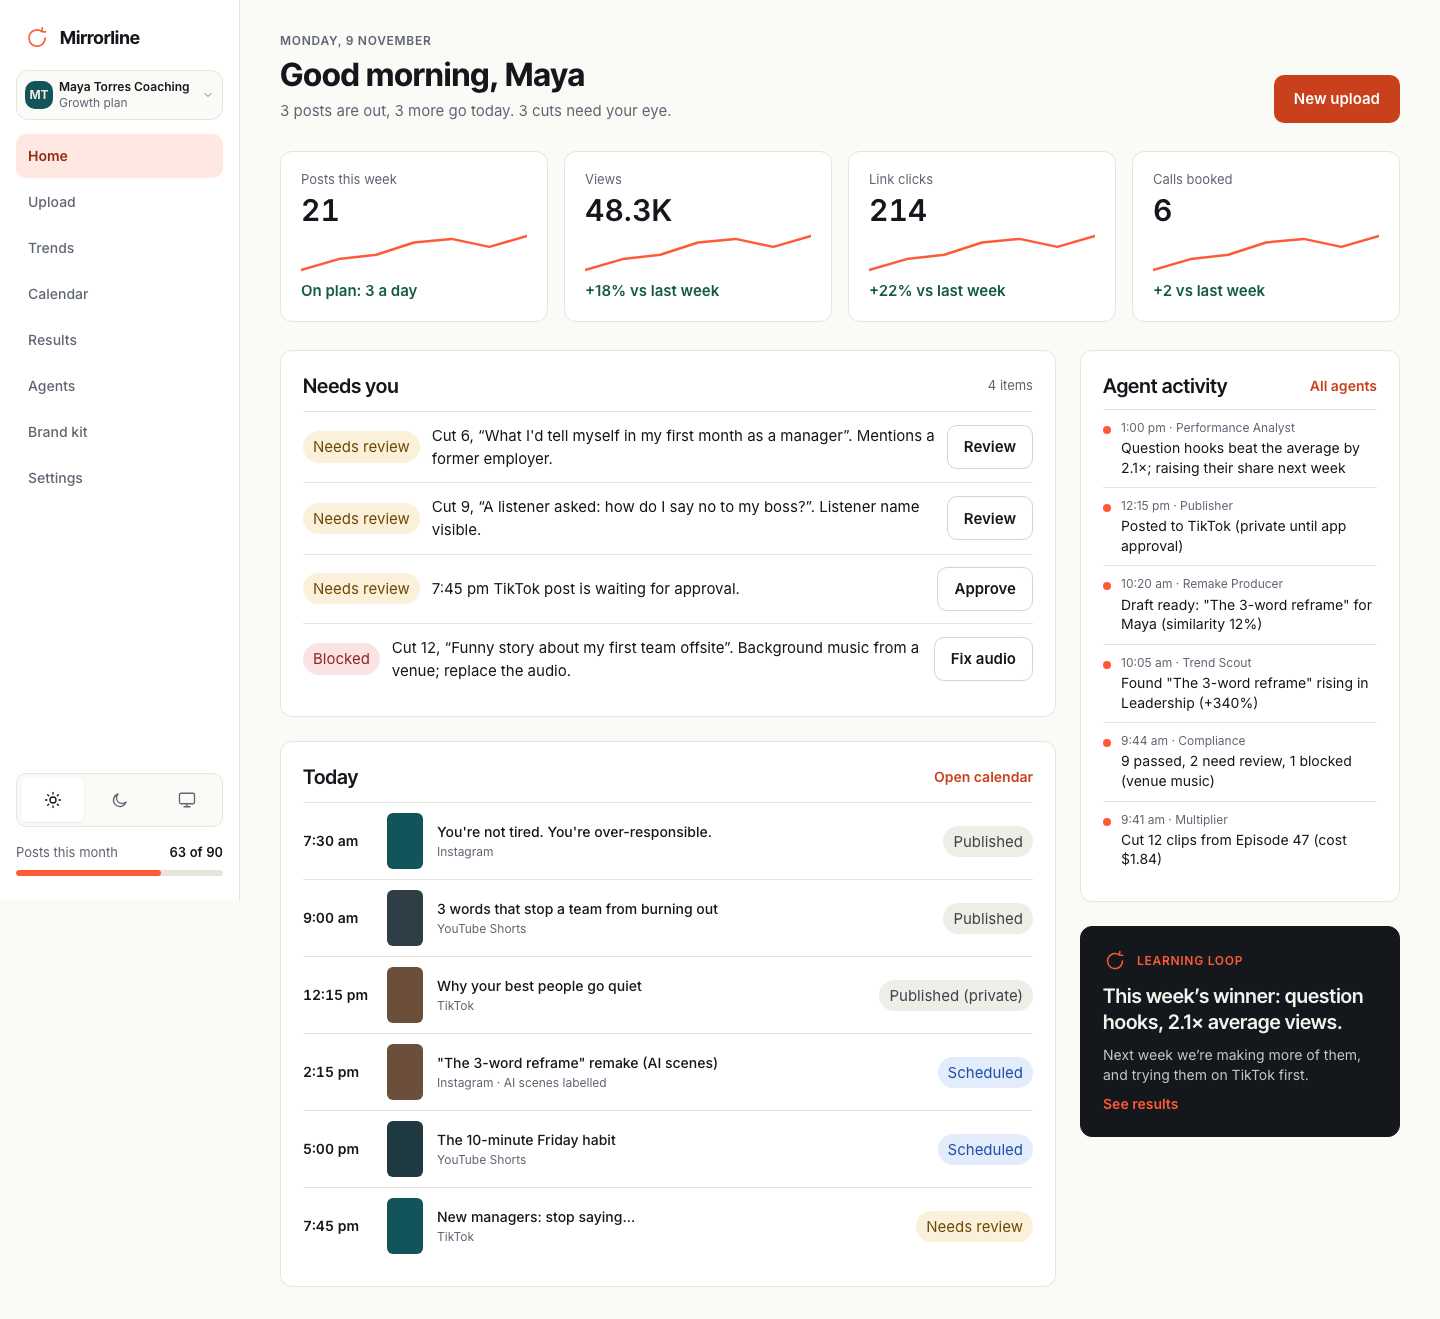 Mirrorline
MT
Maya Torres Coaching
Growth plan
Home
Upload
Trends
Calendar
Results
Agents
Brand kit
Settings
Posts this month
63 of 90
MONDAY, 9 NOVEMBER
Good morning, Maya
3 posts are out, 3 more go today. 3 cuts need your eye.
New upload
Posts this week
21
On plan: 3 a day
Views
48.3K
+18% vs last week
Link clicks
214
+22% vs last week
Calls booked
6
+2 vs last week
Needs you
4 items
Needs review
Cut 6, “What I'd tell myself in my first month as a manager”. Mentions a
former employer.
Review
Needs review
Cut 9, “A listener asked: how do I say no to my boss?”. Listener name
visible.
Review
Needs review
7:45 pm TikTok post is waiting for approval.
Approve
Blocked
Cut 12, “Funny story about my first team offsite”. Background music from a
venue; replace the audio.
Fix audio
Today
Open calendar
7:30 am
You're not tired. You're over-responsible.
Instagram
Published
9:00 am
3 words that stop a team from burning out
YouTube Shorts
Published
12:15 pm
Why your best people go quiet
TikTok
Published (private)
2:15 pm
"The 3-word reframe" remake (AI scenes)
Instagram · AI scenes labelled
Scheduled
5:00 pm
The 10-minute Friday habit
YouTube Shorts
Scheduled
7:45 pm
New managers: stop saying…
TikTok
Needs review
Agent activity
All agents
1:00 pm · Performance Analyst
Question hooks beat the average by
2.1×; raising their share next week
12:15 pm · Publisher
Posted to TikTok (private until app
approval)
10:20 am · Remake Producer
Draft ready: "The 3-word reframe" for
Maya (similarity 12%)
10:05 am · Trend Scout
Found "The 3-word reframe" rising in
Leadership (+340%)
9:44 am · Compliance
9 passed, 2 need review, 1 blocked
(venue music)
9:41 am · Multiplier
Cut 12 clips from Episode 47 (cost
$1.84)
LEARNING LOOP
This week’s winner: question
hooks, 2.1× average views.
Next week we’re making more of them,
and trying them on TikTok first.
See results